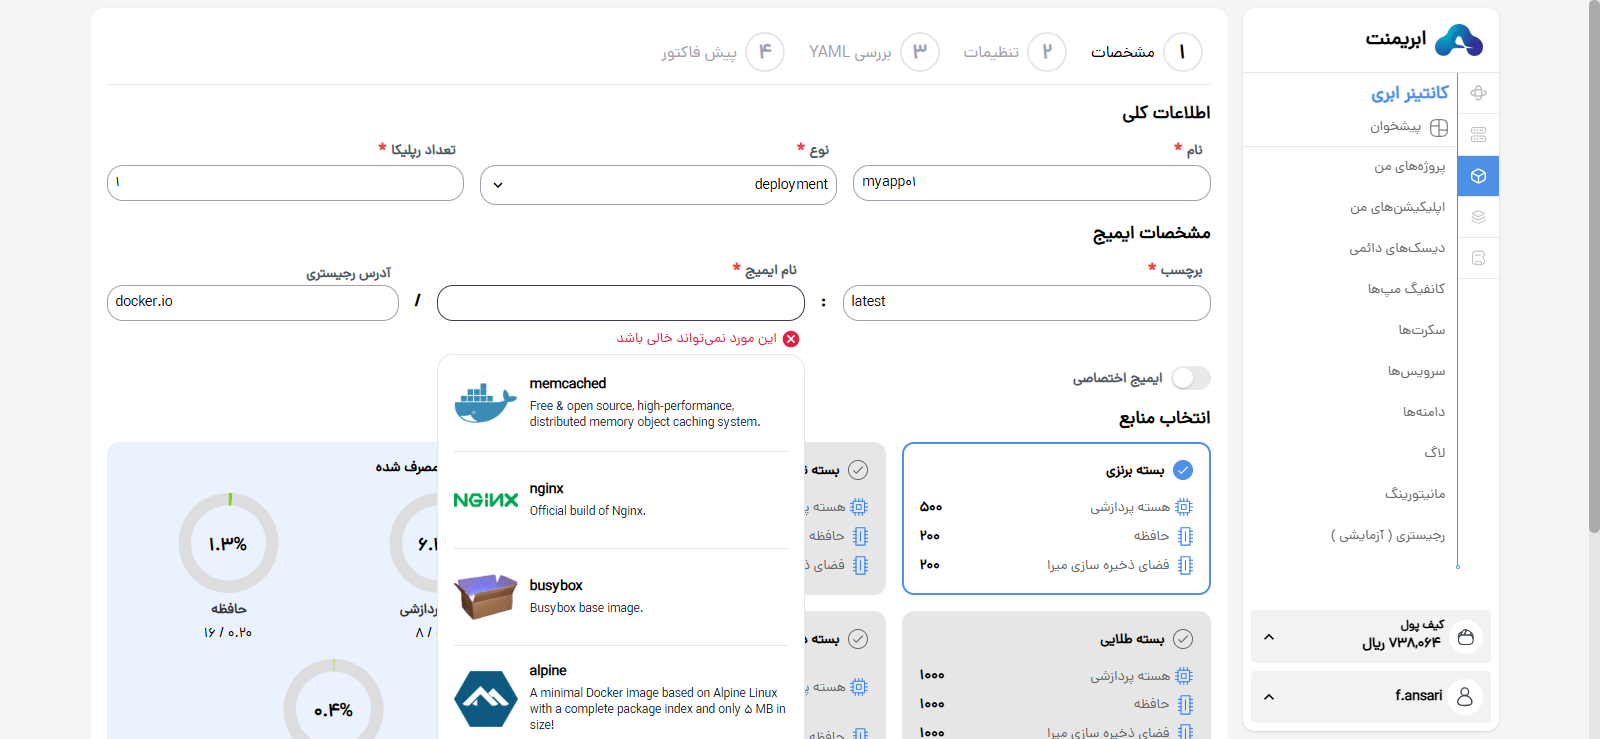 ابریمنت
کانتینر ابری
پیشخوان
پروژه‌های من
اپلیکیشن‌های من
دیسک‌های دائمی
کانفیگ مپ‌ها
سکرت‌ها
سرویس‌ها
دامنه‌ها
لاگ
مانیتورینگ
رجیستری ( آزمایشی )
کیف پول
۷۳۸,۰۶۴ ریال
f.ansari
۱ مشخصات ۲ تنظیمات ۳ بررسی YAML ۴ پیش فاکتور
اطلاعات کلی
نام * نوع * تعداد رپلیکا *
myapp۰۱ deployment ۱
مشخصات ایمیج
برچسب * نام ایمیج * آدرس رجیستری
latest : / docker.io
این مورد نمی‌تواند خالی باشد
ایمیج اختصاصی
انتخاب منابع
memcached
Free & open source, high-performance,
distributed memory object caching system.
nginx
NGINX
Official build of Nginx.
busybox
Busybox base image.
alpine
A minimal Docker image based on Alpine Linux
with a complete package index and only ۵ MB in
size!
بسته برنزی
هسته پردازشی ۵۰۰
حافظه ۲۰۰
فضای ذخیره سازی میرا ۲۰۰
بسته
هسته
حافظه
فضای
بسته طلایی
هسته پردازشی ۱۰۰۰
حافظه ۱۰۰۰
فضای ذخیره سازی میرا ۱۰۰۰
بسته
هسته
حافظه
مصرف شده
۱.۳%
حافظه
۰.۲۰ / ۱۶
۸ /
۰.۴%